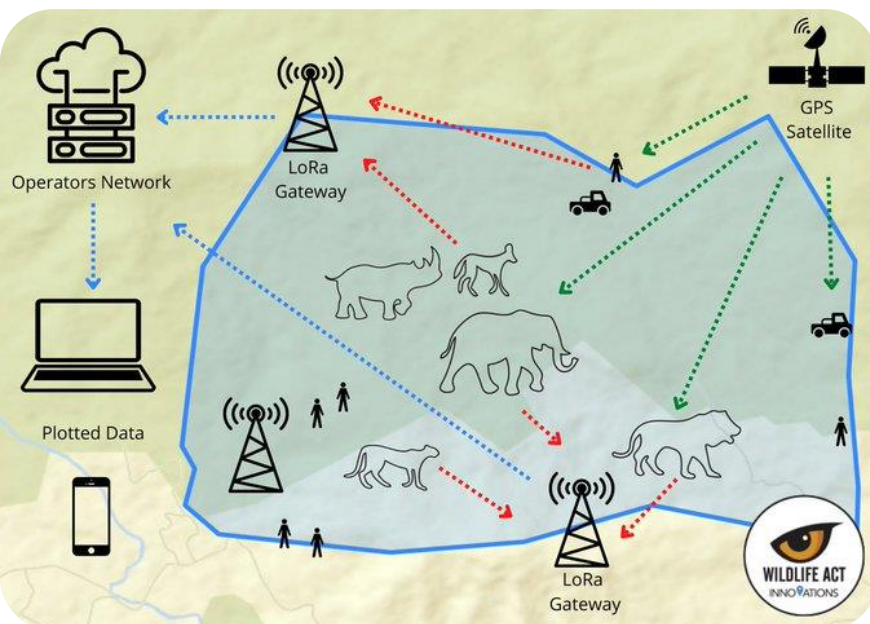 GPS
Satellite
LoRa
Gateway
Operators Network
Plotted Data
LoRa
Gateway
WILDLIFE ACT
INNOVATIONS